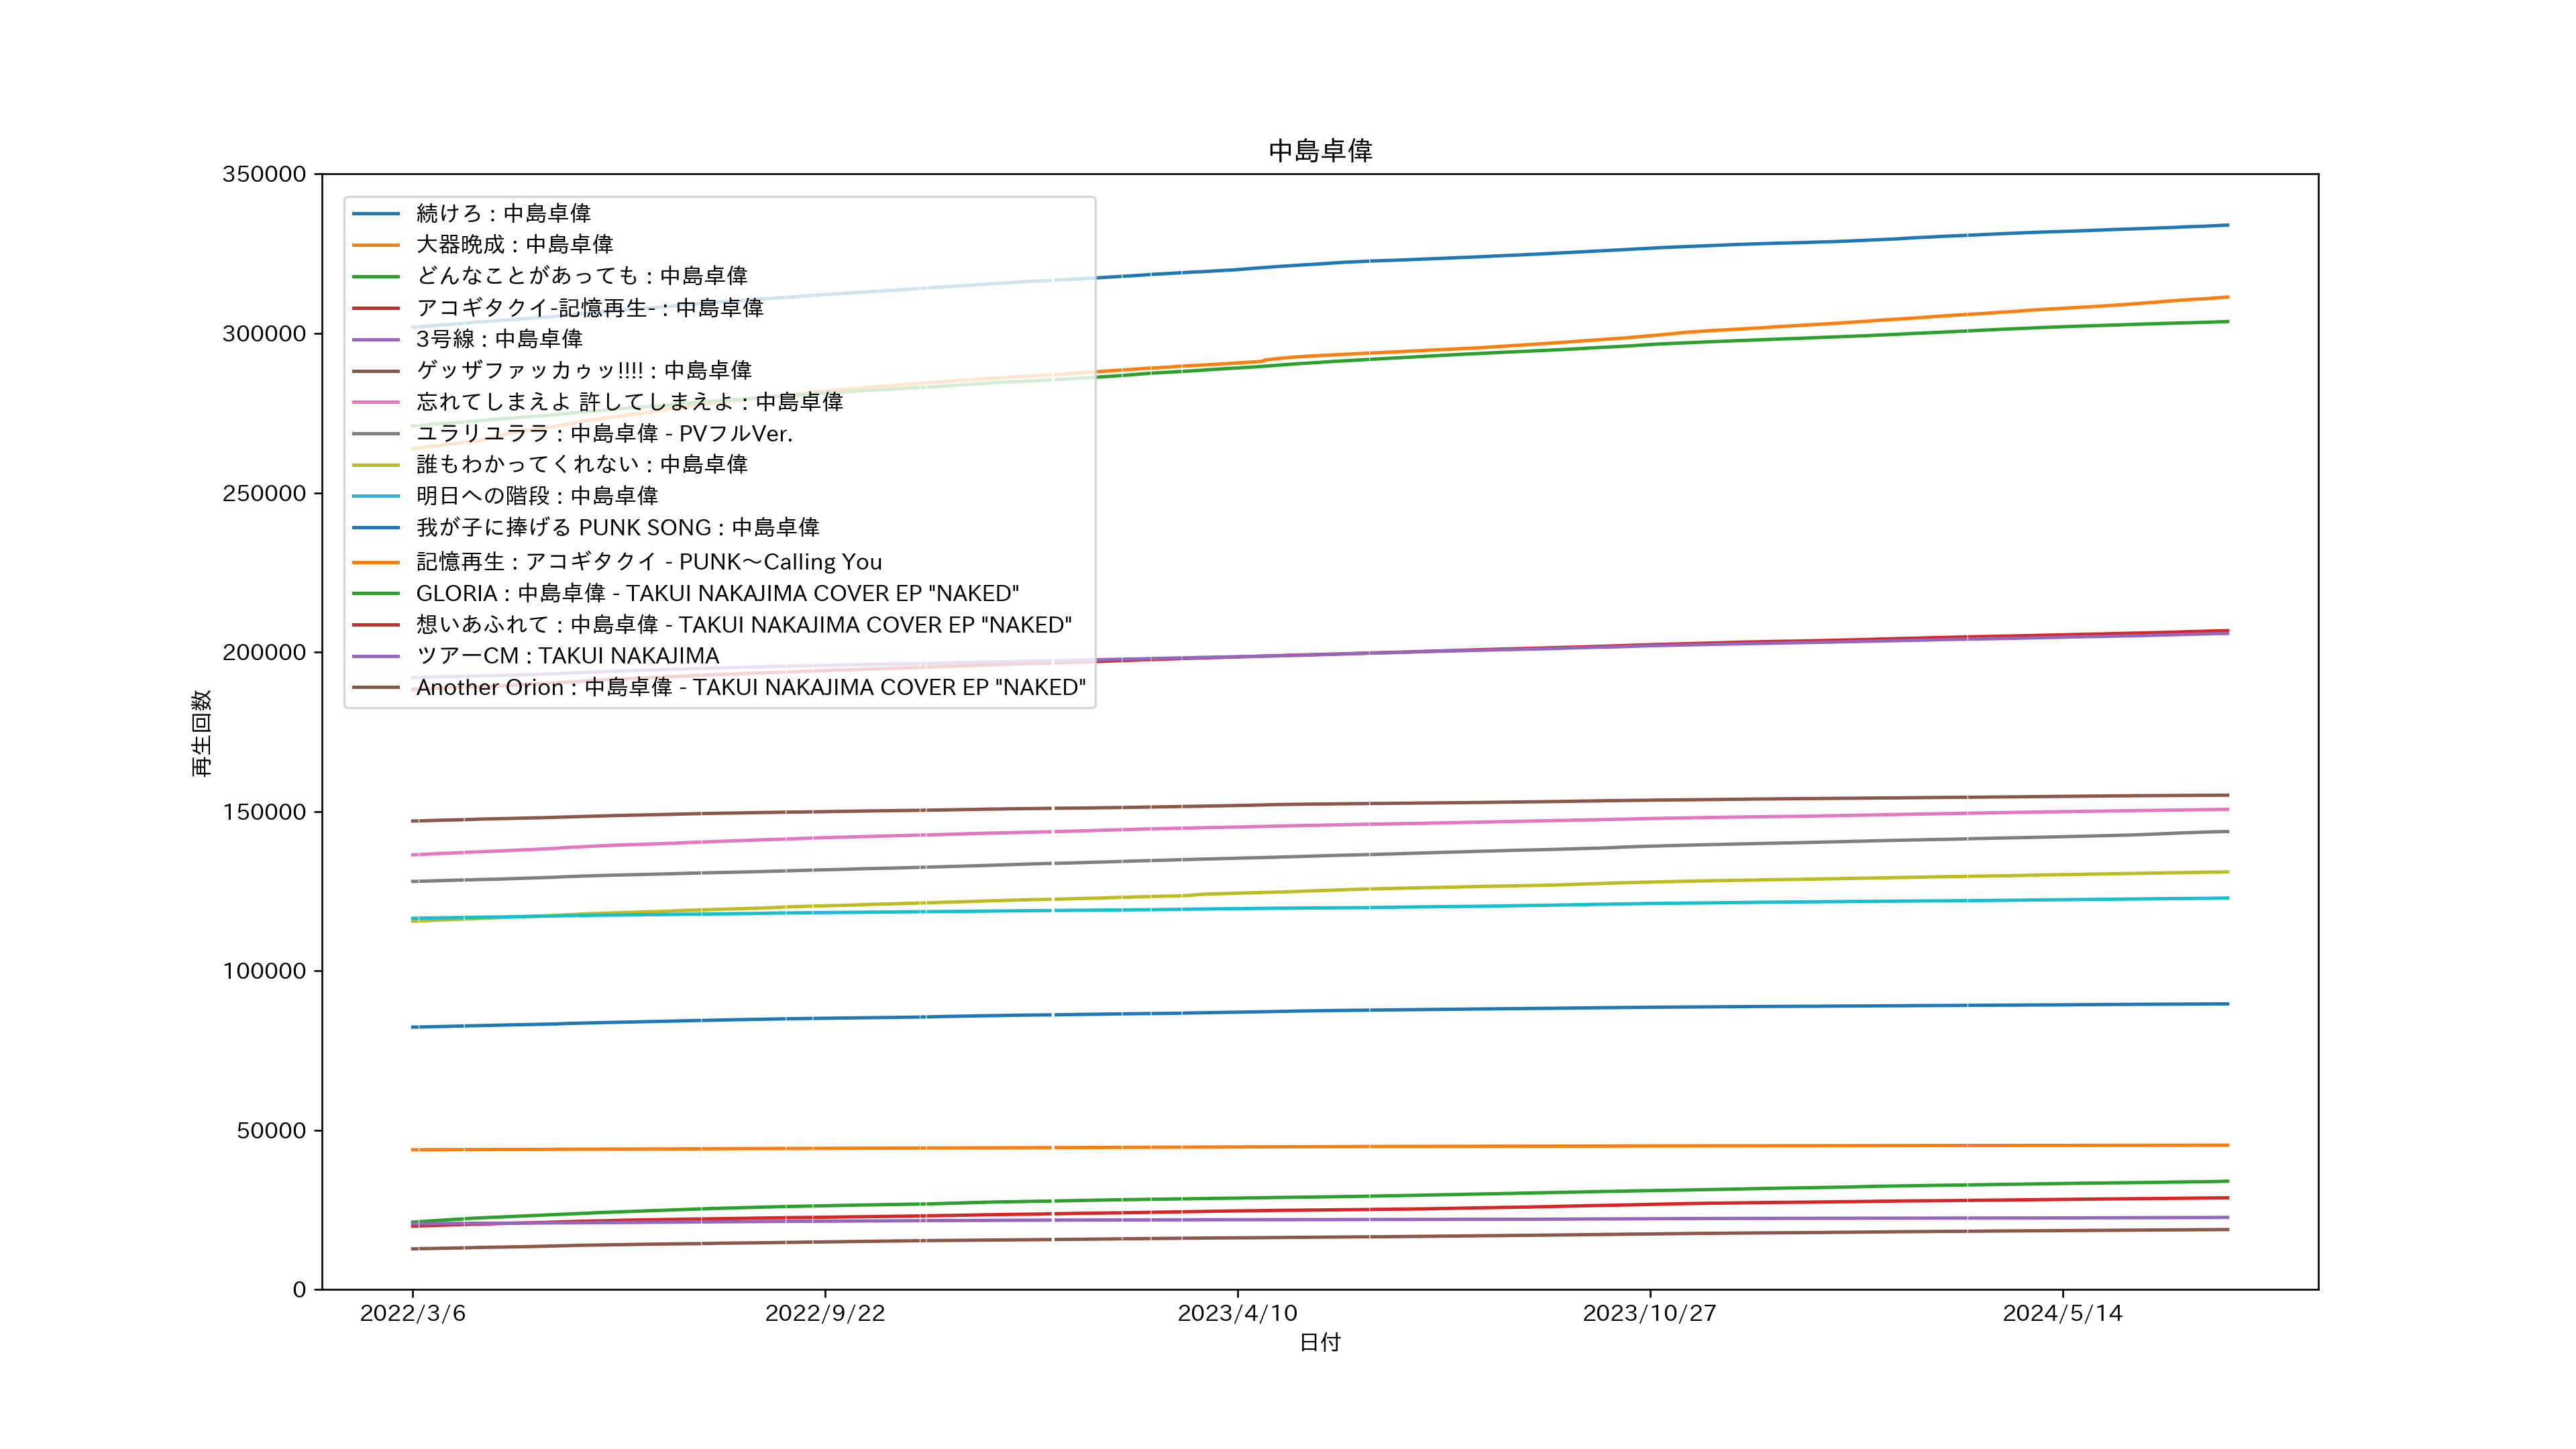 中島卓偉
350000
300000
250000
200000
150000
100000
50000
0
再生回数
続けろ : 中島卓偉
大器晩成 : 中島卓偉
どんなことがあっても : 中島卓偉
アコギタクイ-記憶再生- : 中島卓偉
3号線 : 中島卓偉
ゲッザファッカゥッ!!!! : 中島卓偉
忘れてしまえよ 許してしまえよ : 中島卓偉
ユラリユララ : 中島卓偉 - PVフルVer.
誰もわかってくれない : 中島卓偉
明日への階段 : 中島卓偉
我が子に捧げる PUNK SONG : 中島卓偉
記憶再生 : アコギタクイ - PUNK～Calling You
GLORIA : 中島卓偉 - TAKUI NAKAJIMA COVER EP "NAKED"
想いあふれて : 中島卓偉 - TAKUI NAKAJIMA COVER EP "NAKED"
ツアーCM : TAKUI NAKAJIMA
Another Orion : 中島卓偉 - TAKUI NAKAJIMA COVER EP "NAKED"
2022/3/6
2022/9/22
2023/4/10
2023/10/27
2024/5/14
日付